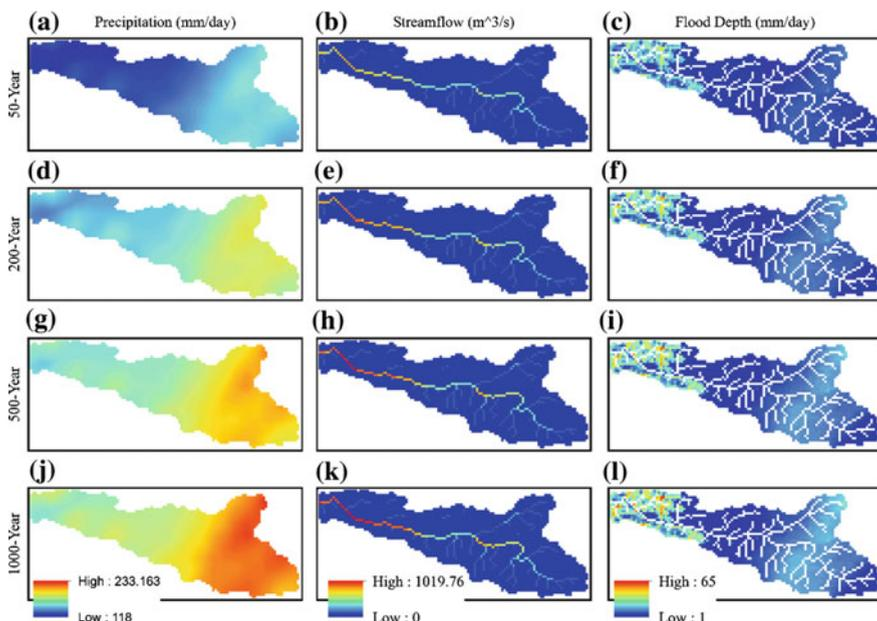 Precipitation (mm/day)
Streamflow (m^3/s)
Flood Depth (mm/day)
50-Year
(a)
(b)
(c)
200-Year
(d)
(e)
(f)
500-Year
(g)
(h)
(i)
1000-Year
(j)
(k)
(l)
High : 233.163
Low : 118
High : 1019.76
Low : 0
High : 65
Low : 1